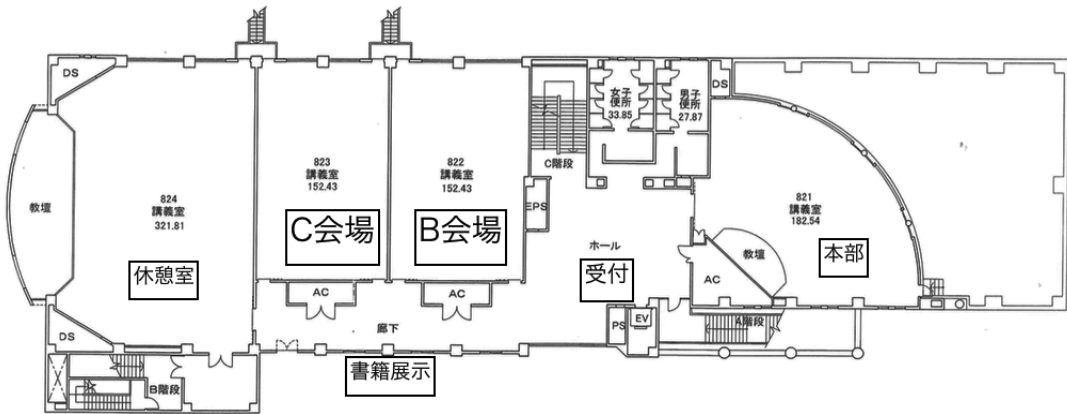 DS
教壇
824
講義室
321.81
休憩室
DS
B階段
823
講義室
152.43
C会場
AC
822
講義室
152.43
B会場
AC
廊下
書籍展示
C階段
EPS
女子
便所
33.85
男子
便所
27.87
DS
ホール
受付
PS
EV
821
講義室
182.54
本部
教壇
AC
A階段